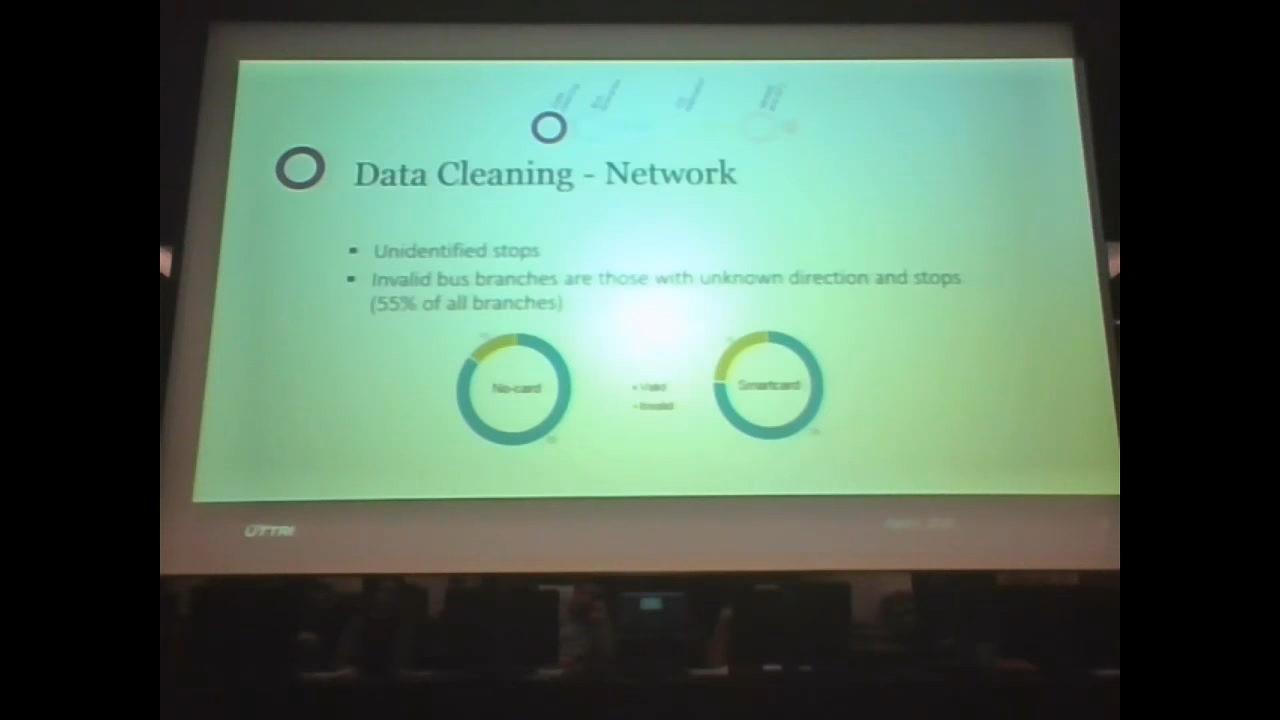 Data Cleaning - Network
▪ Unidentified stops
▪ Invalid bus branches are those with unknown direction and stops
(55% of all branches)
No-card
Valid
Invalid
Smartcard
UTTRI